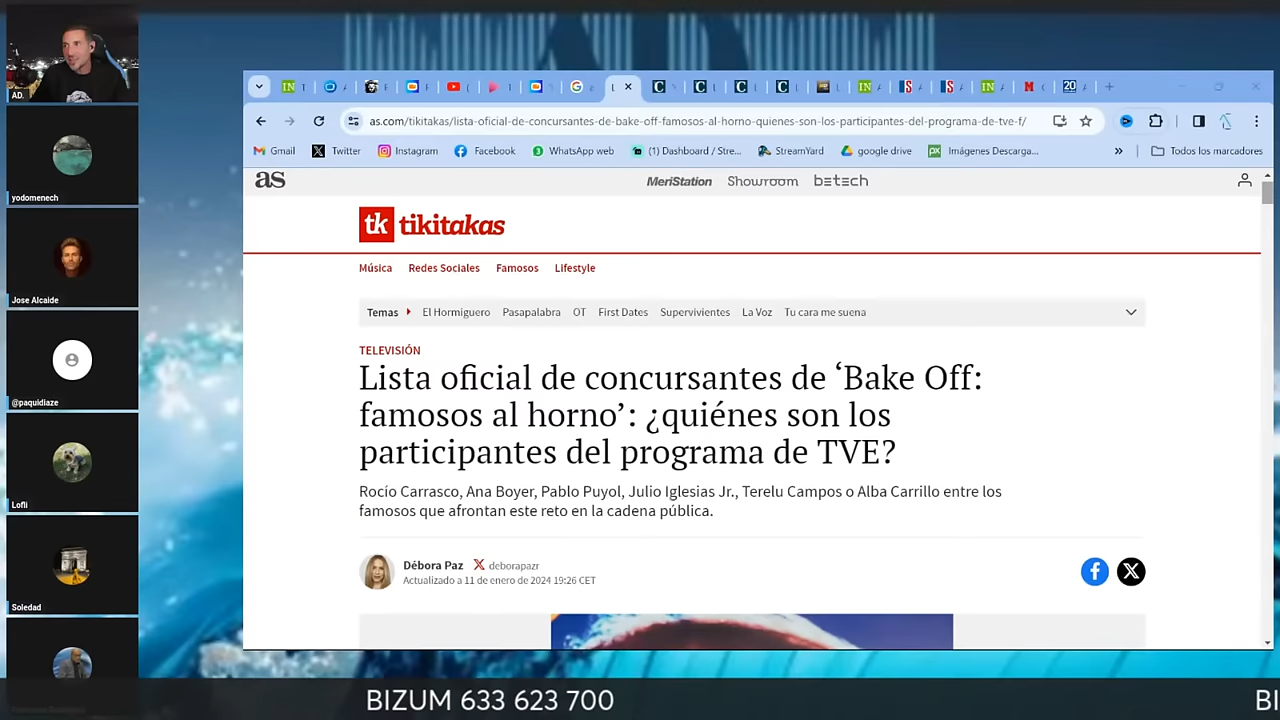 AD.
yodomenech
Jose Alcaide
@paquidiaze
Lofli
Soledad
as.com/tikitakas/lista-oficial-de-concursantes-de-bake-off-famosos-al-horno-quienes-son-los-participantes-del-programa-de-tve-f/
Gmail Twitter Instagram Facebook WhatsApp web (1) Dashboard / Stre... StreamYard google drive Imágenes Descarga... » Todos los marcadores
as MeriStation Showroom betech
tk tikitakas
Música Redes Sociales Famosos Lifestyle
Temas El Hormiguero Pasapalabra OT First Dates Supervivientes La Voz Tu cara me suena
TELEVISIÓN
Lista oficial de concursantes de ‘Bake Off:
famosos al horno’: ¿quiénes son los
participantes del programa de TVE?
Rocío Carrasco, Ana Boyer, Pablo Puyol, Julio Iglesias Jr., Terelu Campos o Alba Carrillo entre los
famosos que afrontan este reto en la cadena pública.
Débora Paz deborapazr
Actualizado a 11 de enero de 2024 19:26 CET
BIZUM 633 623 700 BI